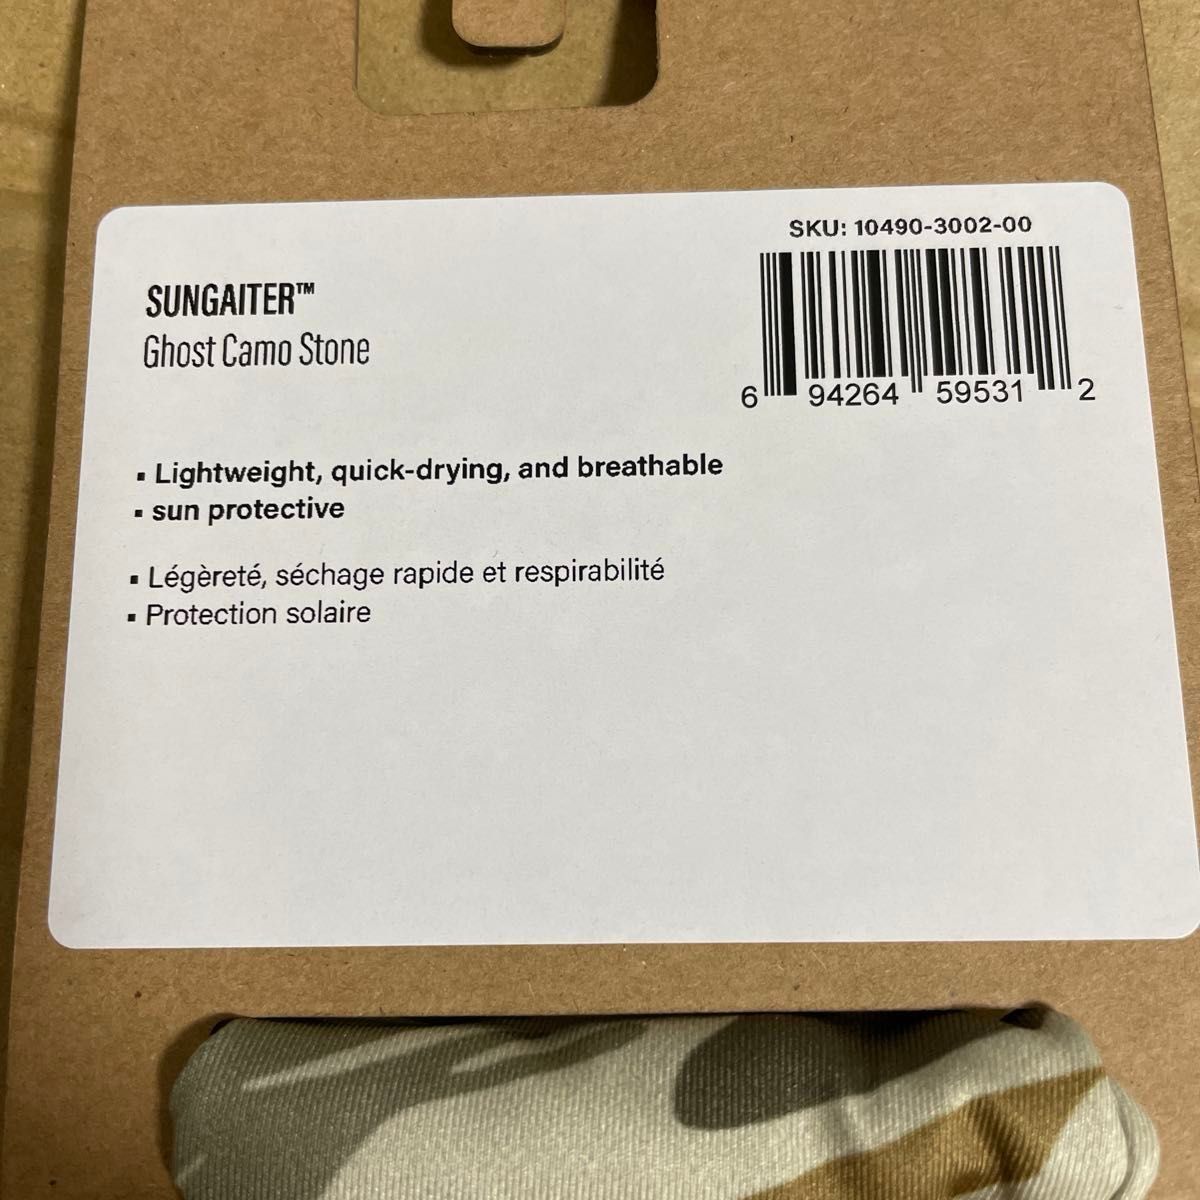 SKU: 10490-3002-00
SUNGAITER™
Ghost Camo Stone
6 94264 59531 2
▪ Lightweight, quick-drying, and breathable
▪ sun protective
▪ Légèreté, séchage rapide et respirabilité
▪ Protection solaire